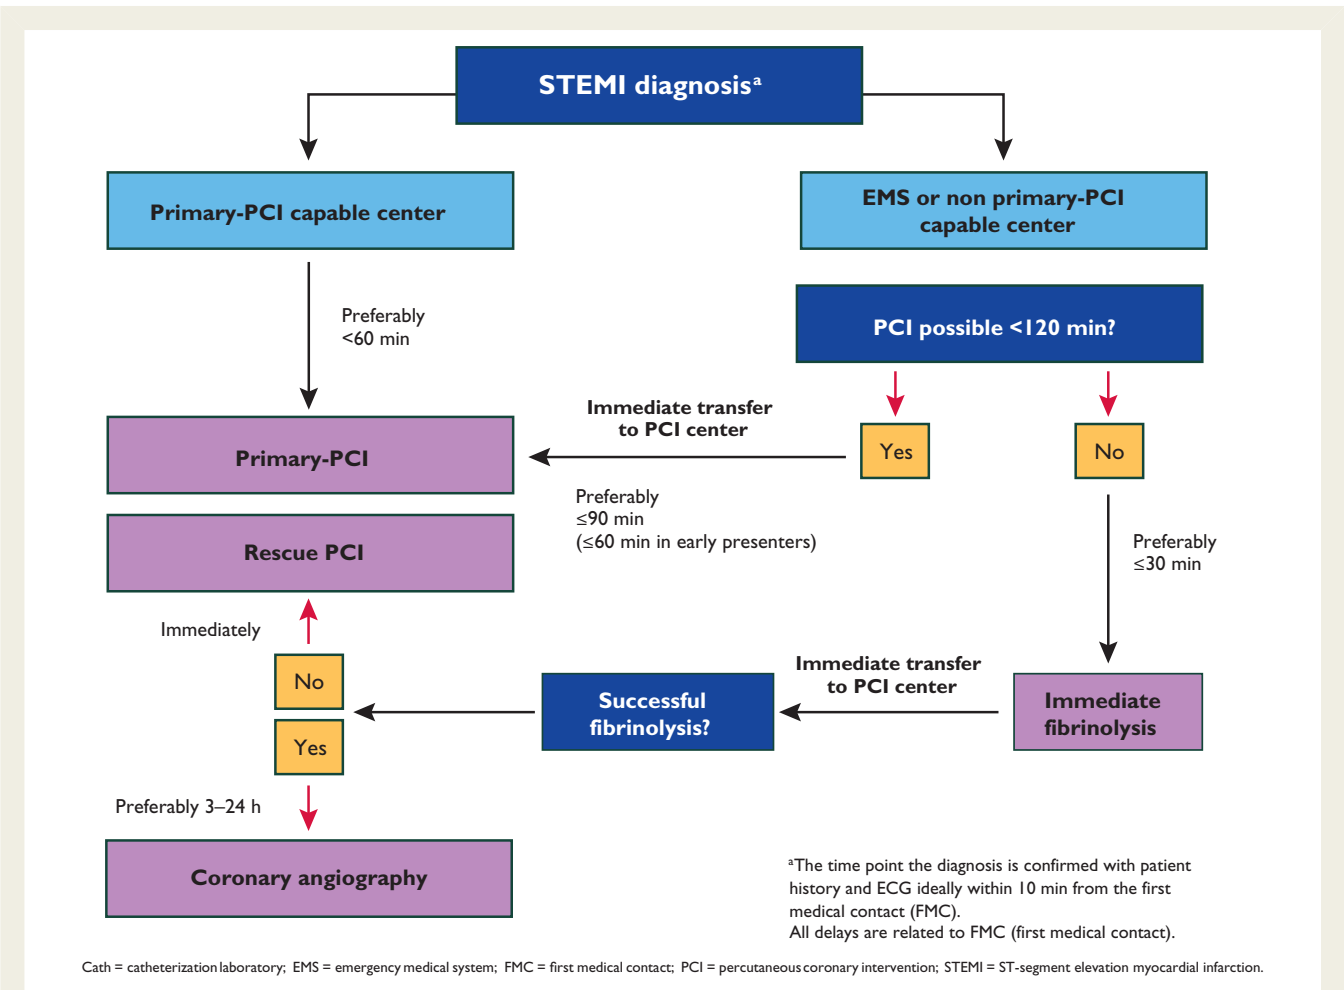 STEMI diagnosisᵃ
Primary-PCI capable center
EMS or non primary-PCI
capable center
Preferably
<60 min
PCI possible <120 min?
Immediate transfer
to PCI center
Yes
No
Primary-PCI
Preferably
≤90 min
(≤60 min in early presenters)
Rescue PCI
Preferably
≤30 min
Immediately
No
Yes
Successful
fibrinolysis?
Immediate transfer
to PCI center
Immediate
fibrinolysis
Preferably 3–24 h
Coronary angiography
ᵃThe time point the diagnosis is confirmed with patient
history and ECG ideally within 10 min from the first
medical contact (FMC).
All delays are related to FMC (first medical contact).
Cath = catheterization laboratory; EMS = emergency medical system; FMC = first medical contact; PCI = percutaneous coronary intervention; STEMI = ST-segment elevation myocardial infarction.